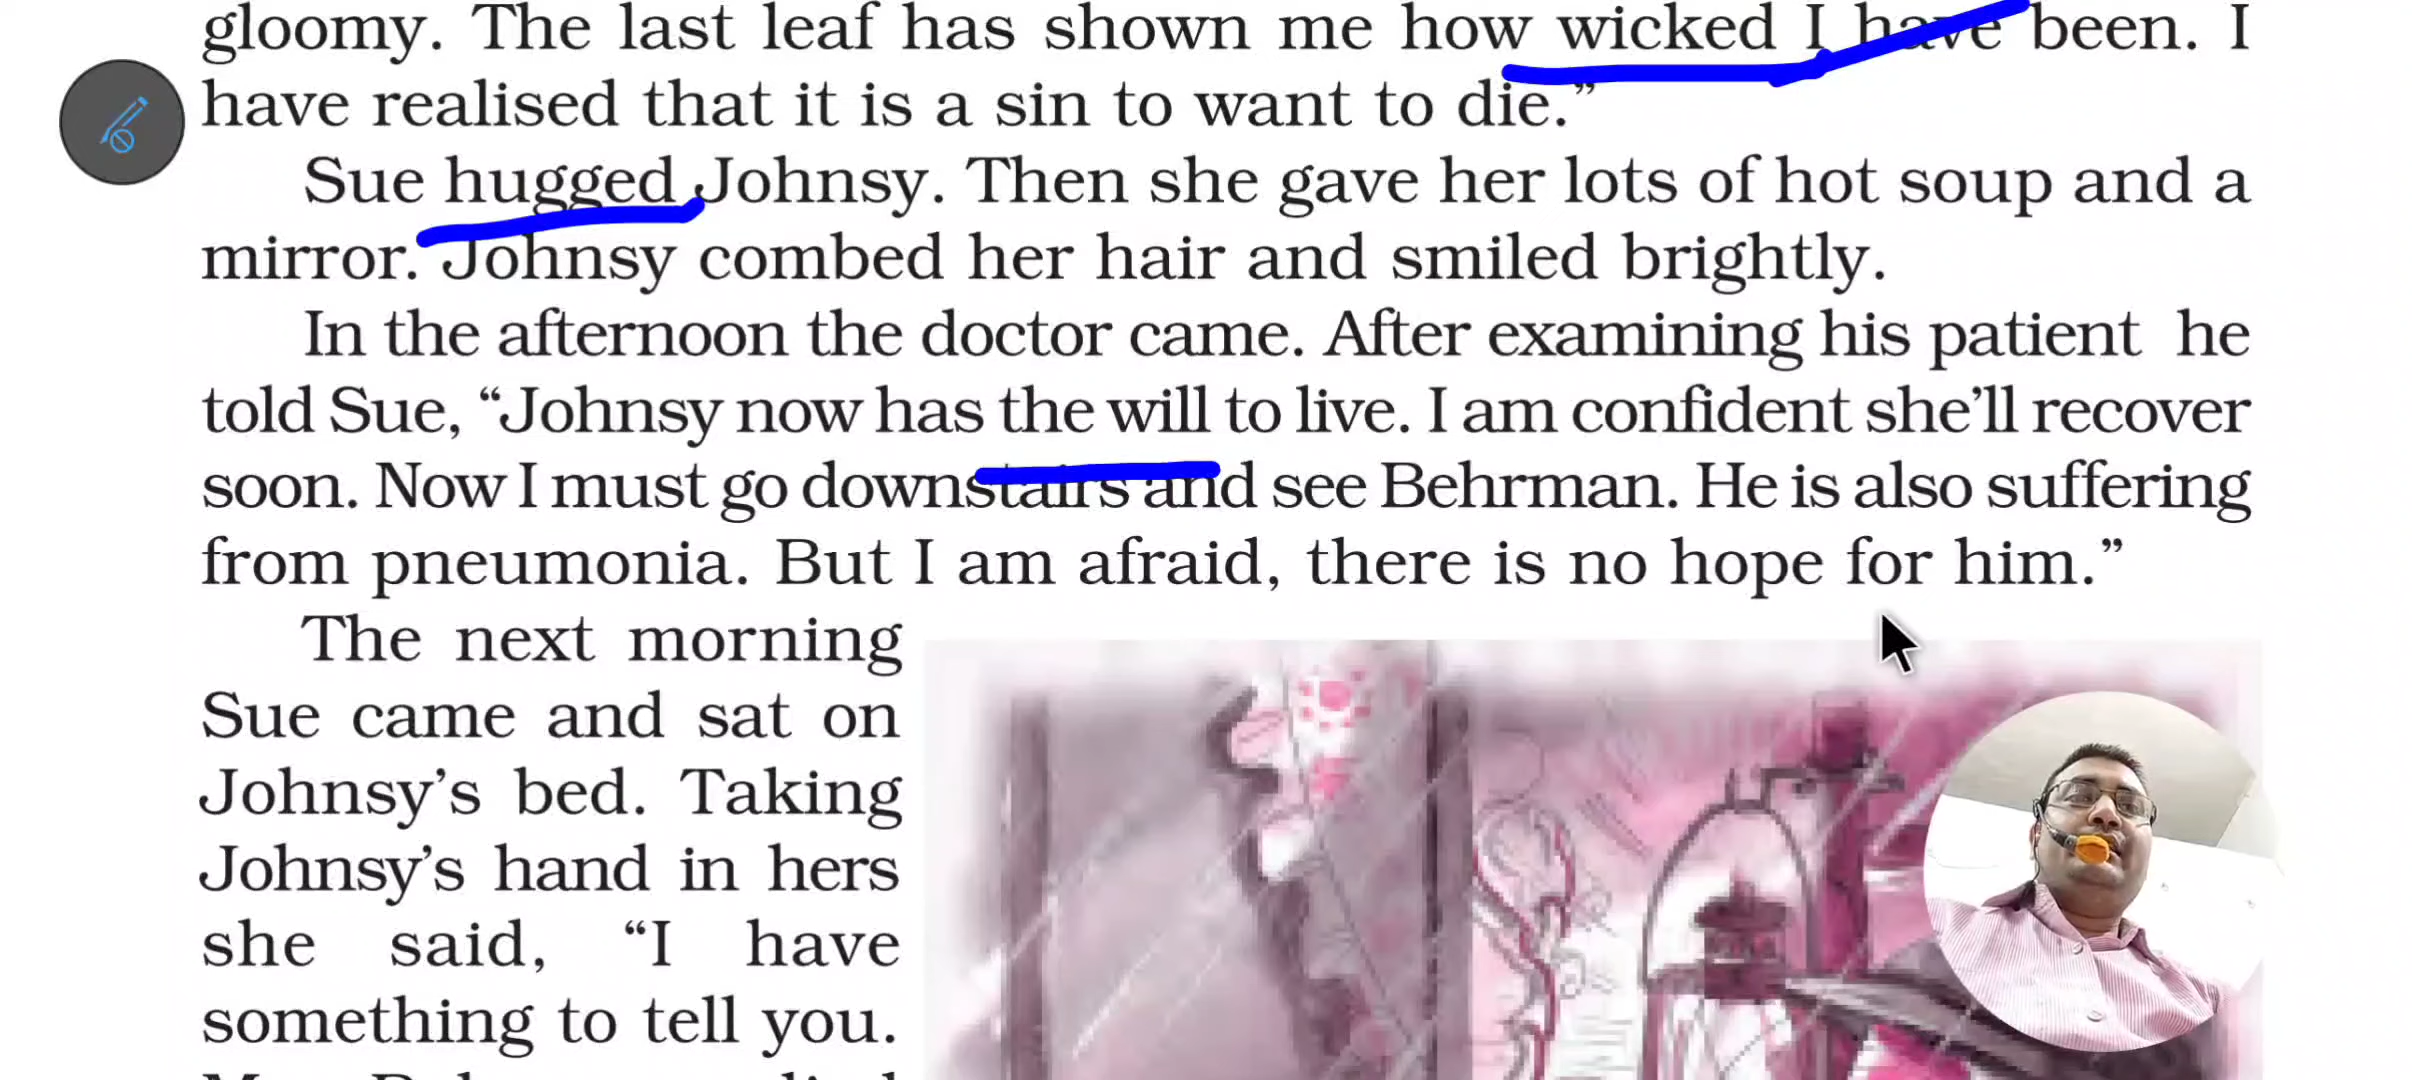 gloomy. The last leaf has shown me how wicked I have been. I
have realised that it is a sin to want to die.”
Sue hugged Johnsy. Then she gave her lots of hot soup and a
mirror. Johnsy combed her hair and smiled brightly.
In the afternoon the doctor came. After examining his patient he
told Sue, “Johnsy now has the will to live. I am confident she’ll recover
soon. Now I must go downstairs and see Behrman. He is also suffering
from pneumonia. But I am afraid, there is no hope for him.”
The next morning
Sue came and sat on
Johnsy’s bed. Taking
Johnsy’s hand in hers
she said, “I have
something to tell you.